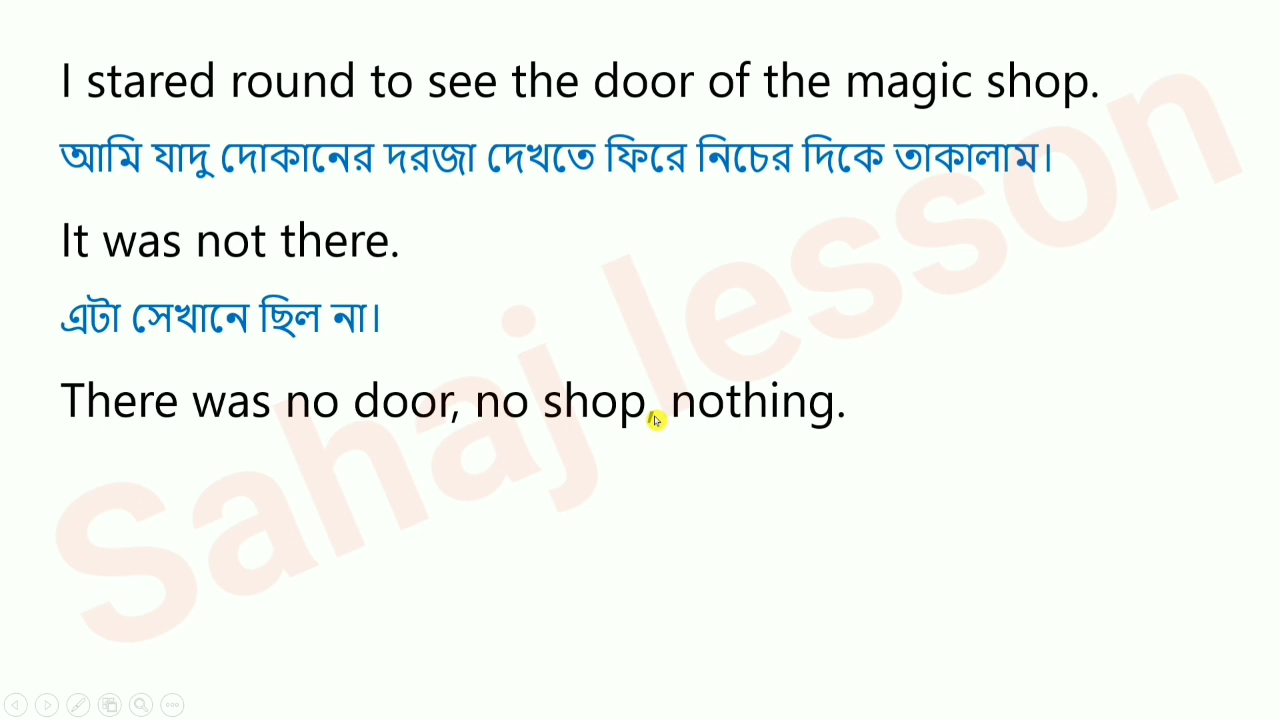 I stared round to see the door of the magic shop.
আমি যাদু দোকানের দরজা দেখতে ফিরে নিচের দিকে তাকালাম।
It was not there.
এটা সেখানে ছিল না।
There was no door, no shop, nothing.
Sahaj lesson